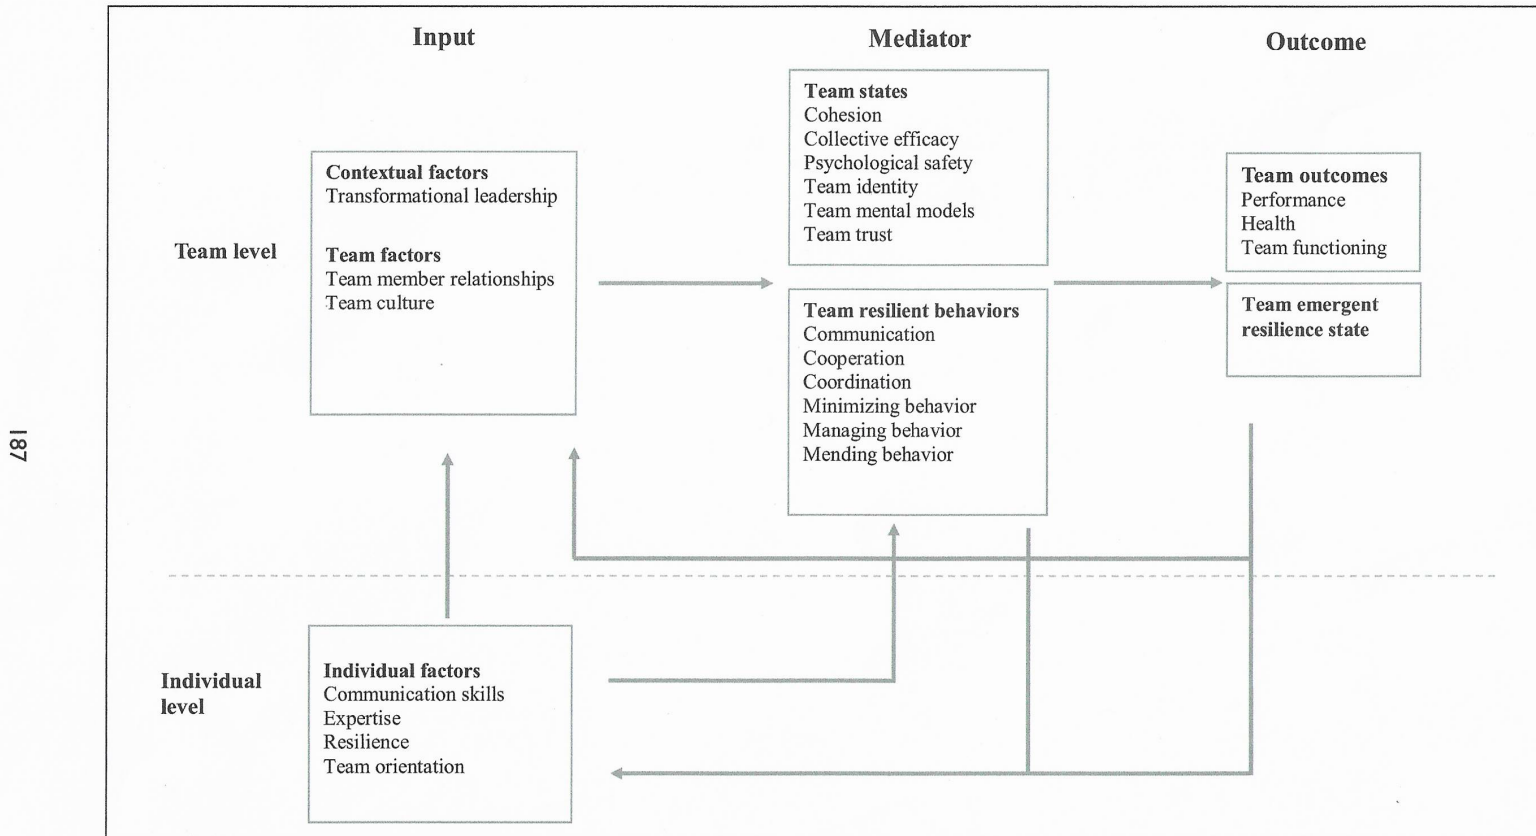 Input
Mediator
Outcome
Team level
Contextual factors
Transformational leadership
Team factors
Team member relationships
Team culture
Team states
Cohesion
Collective efficacy
Psychological safety
Team identity
Team mental models
Team trust
Team resilient behaviors
Communication
Cooperation
Coordination
Minimizing behavior
Managing behavior
Mending behavior
Team outcomes
Performance
Health
Team functioning
Team emergent
resilience state
Individual
level
Individual factors
Communication skills
Expertise
Resilience
Team orientation
187